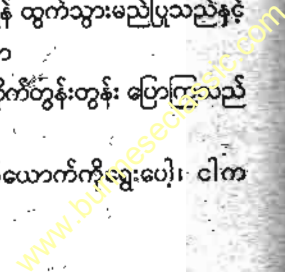 န် ထွက်သွားမည်ပြုသည်နှင့်
ာ
ိုက်တွန်းတွန်း ပြောကြသည်
ယောက်ကိုလွှးပေါ့၊ ငါက
www.burmeseclassic.com